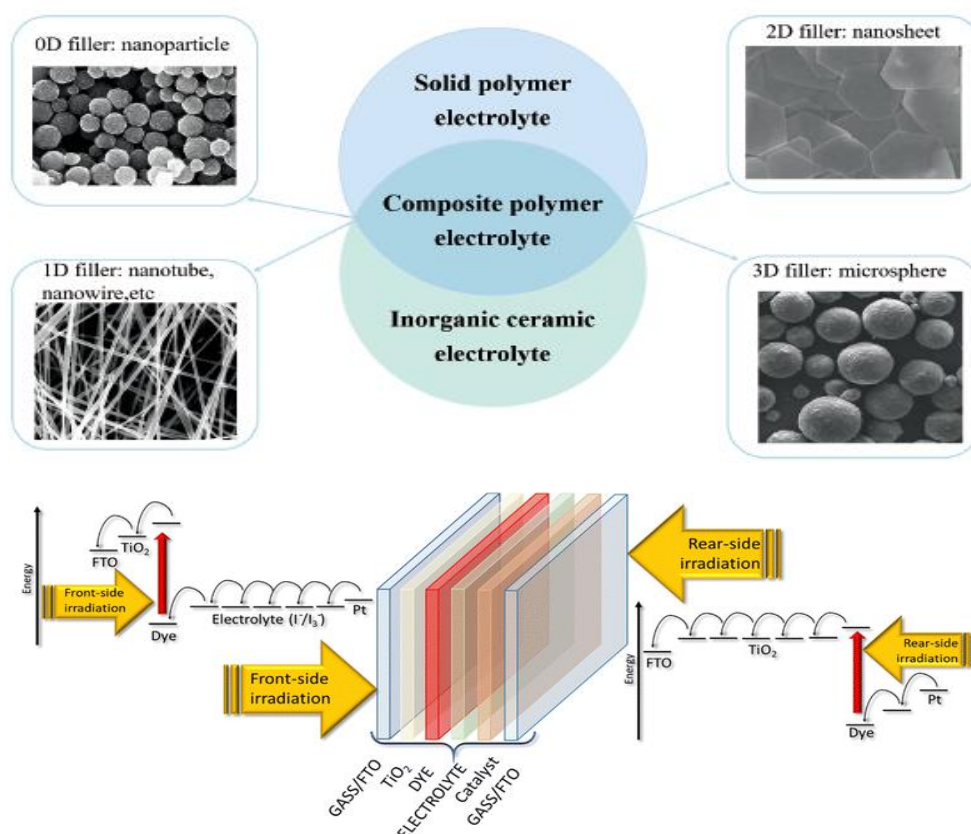 0D filler: nanoparticle
Solid polymer
electrolyte
2D filler: nanosheet
Composite polymer
electrolyte
1D filler: nanotube,
nanowire,etc
3D filler: microsphere
Inorganic ceramic
electrolyte
Energy
FTO
TiO₂
Front-side
irradiation
Dye
Electrolyte (I⁻/I₃⁻)
Pt
Front-side
irradiation
GASS/FTO
TiO₂
DYE
ELECTROLYTE
Catalyst
GASS/FTO
Rear-side
irradiation
Energy
FTO
TiO₂
Rear-side
irradiation
Dye
Pt